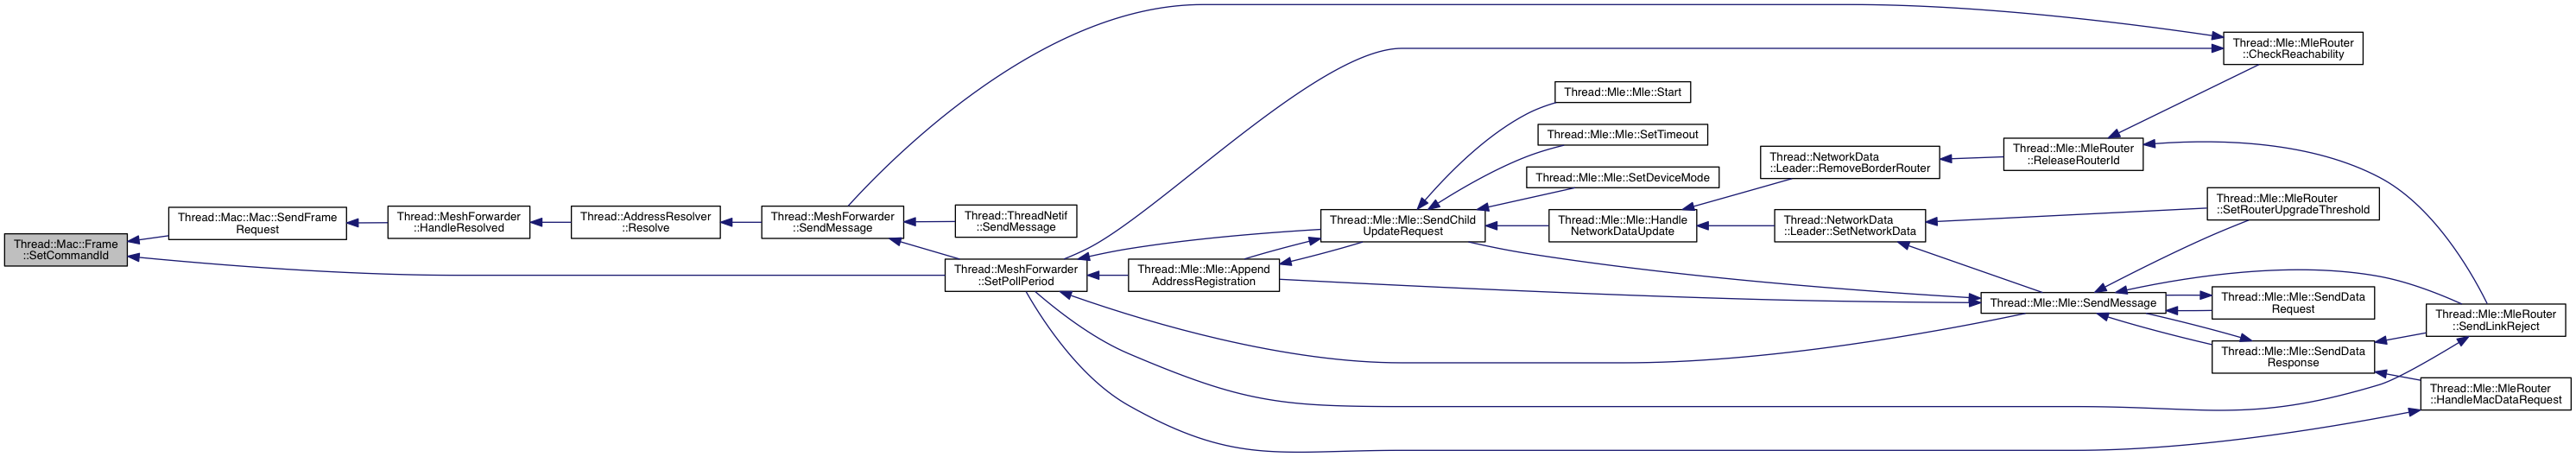 Thread::Mac::Frame
::SetCommandId
Thread::Mac::Mac::SendFrame
Request
Thread::MeshForwarder
::HandleResolved
Thread::AddressResolver
::Resolve
Thread::MeshForwarder
::SendMessage
Thread::ThreadNetif
::SendMessage
Thread::MeshForwarder
::SetPollPeriod
Thread::Mle::Mle::Append
AddressRegistration
Thread::Mle::Mle::SendChild
UpdateRequest
Thread::Mle::Mle::Start
Thread::Mle::Mle::SetTimeout
Thread::Mle::Mle::SetDeviceMode
Thread::Mle::Mle::Handle
NetworkDataUpdate
Thread::NetworkData
::Leader::RemoveBorderRouter
Thread::NetworkData
::Leader::SetNetworkData
Thread::Mle::MleRouter
::ReleaseRouterId
Thread::Mle::Mle::SendMessage
Thread::Mle::MleRouter
::CheckReachability
Thread::Mle::MleRouter
::SetRouterUpgradeThreshold
Thread::Mle::Mle::SendData
Request
Thread::Mle::Mle::SendData
Response
Thread::Mle::MleRouter
::SendLinkReject
Thread::Mle::MleRouter
::HandleMacDataRequest